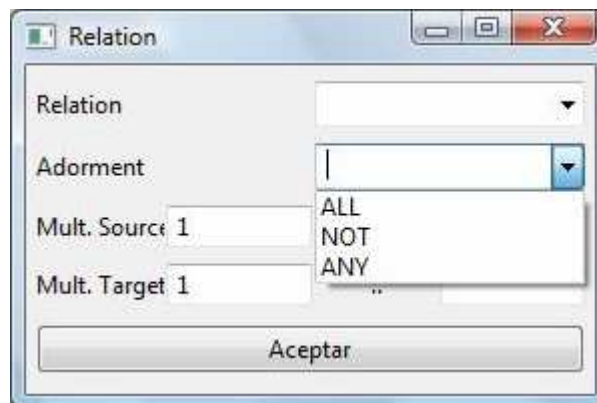 Relation
Relation
Adorment
ALL
NOT
ANY
Mult. Source 1
Mult. Target 1 ..
Aceptar